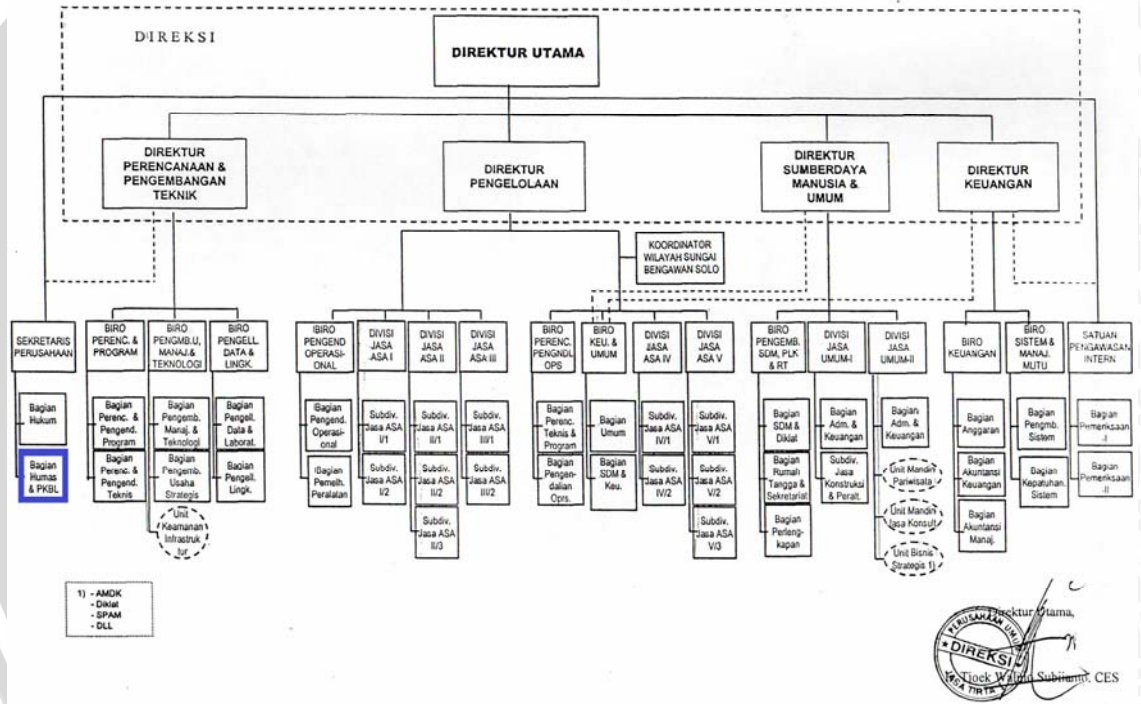 DIREKSI
DIREKTUR UTAMA
DIREKTUR
PERENCANAAN &
PENGEMBANGAN
TEKNIK
DIREKTUR
PENGELOLAAN
DIREKTUR
SUMBERDAYA
MANUSIA &
UMUM
DIREKTUR
KEUANGAN
KOORDINATOR
WILAYAH SUNGAI
BENGAWAN SOLO
SEKRETARIS
PERUSAHAAN
BIRO
PERENC. &
PROGRAM
BIRO
PENGMB.U,
MANAJ.&
TEKNOLOGI
BIRO
PENGELL.
DATA &
LINGK.
BIRO
PENGEND
OPERASI-
ONAL
DIVISI
JASA
ASA I
DIVISI
JASA
ASA II
DIVISI
JASA
ASA III
BIRO
PERENC.
PENGNDL
OPS
BIRO
KEU. &
UMUM
DIVISI
JASA
ASA IV
DIVISI
JASA
ASA V
BIRO
PENGEMB.
SDM, PLK
& RT
DIVISI
JASA
UMUM-I
DIVISI
JASA
UMUM-II
BIRO
KEUANGAN
BIRO
SISTEM &
MANAJ.
MUTU
SATUAN
PENGAWASAN
INTERN
Bagian
Hukum
Bagian
Perenc. &
Pengend.
Program
Bagian
Pengemb.
Manaj. &
Teknologi
Bagian
Pengell.
Data &
Laborat.
Bagian
Pengend.
Operasi-
onal
Subdiv.
Jasa ASA
I/1
Subdiv.
Jasa ASA
II/1
Subdiv.
Jasa ASA
III/1
Bagian
Perenc.
Teknis &
Program
Bagian
Umum
Subdiv.
Jasa ASA
IV/1
Subdiv.
Jasa ASA
V/1
Bagian
SDM &
Diklat
Bagian
Adm. &
Keuangan
Bagian
Adm. &
Keuangan
Bagian
Anggaran
Bagian
Pengmb.
Sistem
Bagian
Pemeriksaan
-I
Bagian
Humas
& PKBL
Bagian
Perenc. &
Pengend.
Teknis
Bagian
Pengemb.
Usaha
Strategis
Bagian
Pengell.
Lingk.
Bagian
Pemelh.
Peralatan
Subdiv.
Jasa ASA
I/2
Subdiv.
Jasa ASA
II/2
Subdiv.
Jasa ASA
III/2
Bagian
Pengen-
dalian
Oprs.
Bagian
SDM &
Keu.
Subdiv.
Jasa ASA
IV/2
Subdiv.
Jasa ASA
V/2
Bagian
Rumah
Tangga &
Sekretariat
Subdiv.
Jasa
Konstruksi
& Peralt.
Unit Mandiri
Pariwisata
Bagian
Akuntansi
Keuangan
Bagian
Kepatuhan.
Sistem
Bagian
Pemeriksaan
-II
Unit
Keamanan
Infrastruk
tur
Subdiv.
Jasa ASA
II/3
Subdiv.
Jasa ASA
V/3
Bagian
Perleng-
kapan
Unit Mandiri
Jasa Konsult.
Bagian
Akuntansi
Manaj.
Unit Bisnis
Strategis 1)
1) - AMDK
- Diklat
- SPAM
- DLL
Direktur Utama,
PERUSAHAAN UMUM
DIREKSI
JASA TIRTA
Tjoek Subijanto, CES